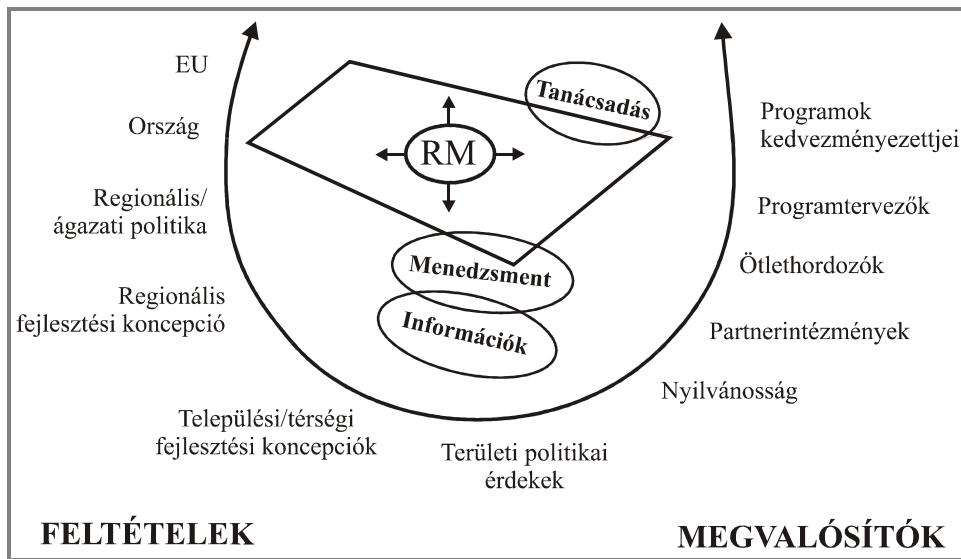 EU
Ország
Regionális/
ágazati politika
Regionális
fejlesztési koncepció
Települési/térségi
fejlesztési koncepciók
Területi politikai
érdekek
Tanácsadás
RM
Menedzsment
Információk
Programok
kedvezményezettjei
Programtervezők
Ötlethordozók
Partnerintézmények
Nyilvánosság
FELTÉTELEK
MEGVALÓSÍTÓK